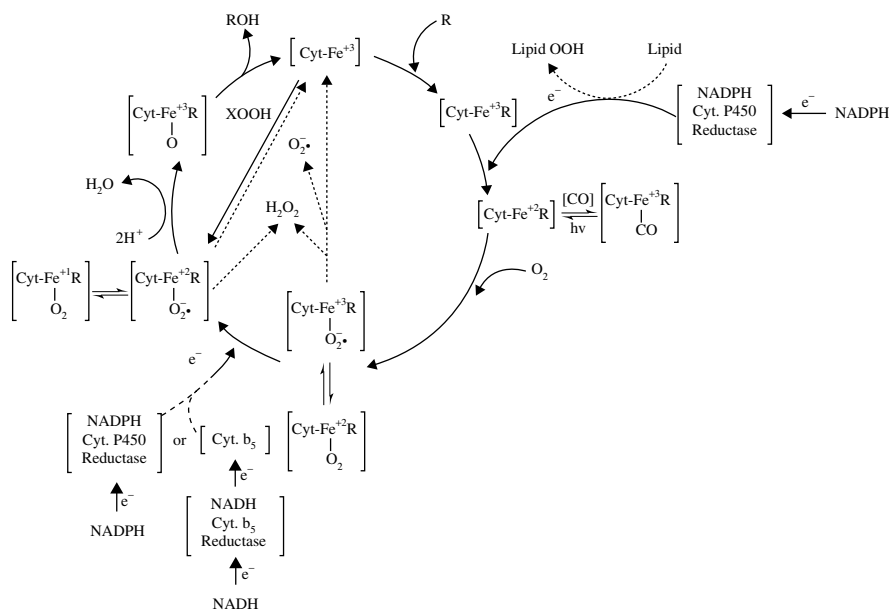 ROH
[Cyt-Fe⁺³]
R
Lipid OOH
Lipid
e⁻
NADPH
Cyt. P450
Reductase
e⁻
NADPH
Cyt-Fe⁺³R
O
XOOH
[Cyt-Fe⁺³R]
O₂⁻•
H₂O
2H⁺
H₂O₂
[Cyt-Fe⁺²R]
[CO]
hν
Cyt-Fe⁺³R
CO
Cyt-Fe⁺¹R
O₂
Cyt-Fe⁺²R
O₂⁻•
O₂
Cyt-Fe⁺³R
O₂⁻•
e⁻
NADPH
Cyt. P450
Reductase
or
[Cyt. b₅]
Cyt-Fe⁺²R
O₂
e⁻
NADPH
e⁻
NADH
Cyt. b₅
Reductase
e⁻
NADH